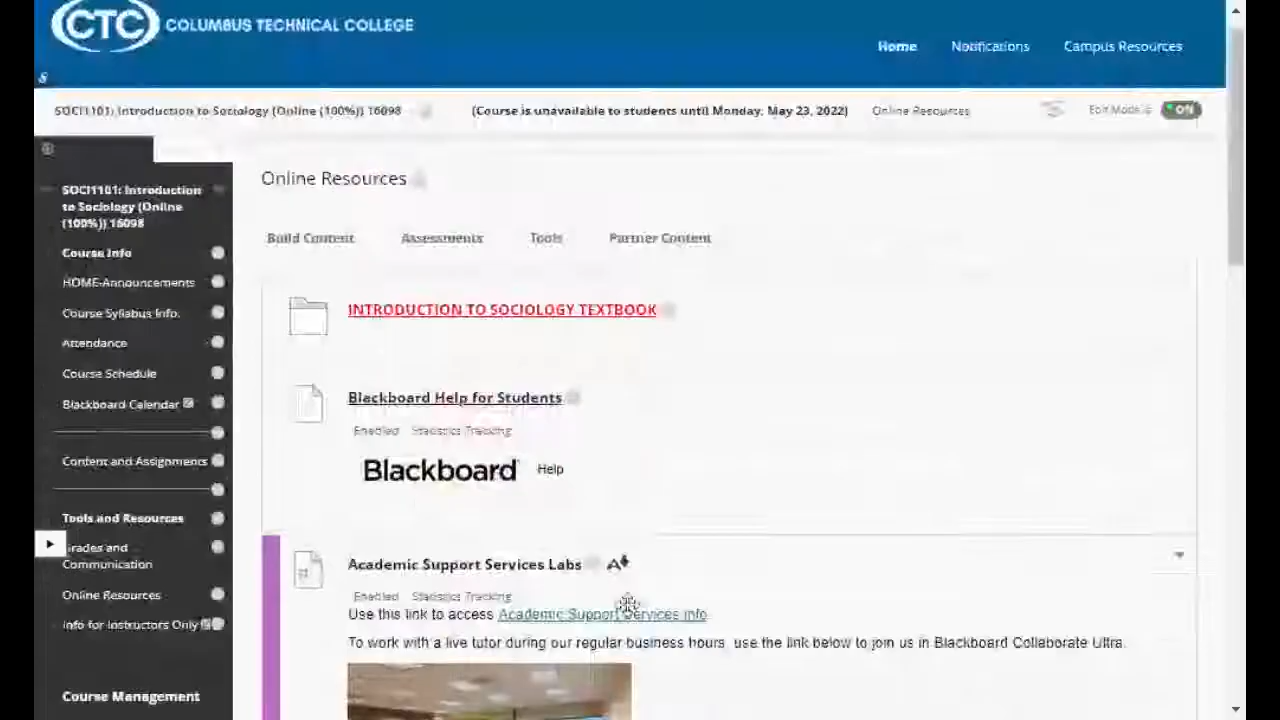 CTC COLUMBUS TECHNICAL COLLEGE
Home Notifications Campus Resources
SOCI1101: Introduction to Sociology (Online (100%)) 16098 (Course is unavailable to students until Monday, May 23, 2022) Online Resources Edit Mode is ON
SOCI1101: Introduction
to Sociology (Online
(100%)) 16098
Course Info
HOME-Announcements
Course Syllabus Info.
Attendance
Course Schedule
Blackboard Calendar
Content and Assignments
Tools and Resources
Grades and
Communication
Online Resources
Info for Instructors Only
Course Management
Online Resources
Build Content Assessments Tools Partner Content
INTRODUCTION TO SOCIOLOGY TEXTBOOK
Blackboard Help for Students
Enabled Statistics Tracking
Blackboard Help
Academic Support Services Labs A
Enabled Statistics Tracking
Use this link to access Academic Support Services Info
To work with a live tutor during our regular business hours use the link below to join us in Blackboard Collaborate Ultra.